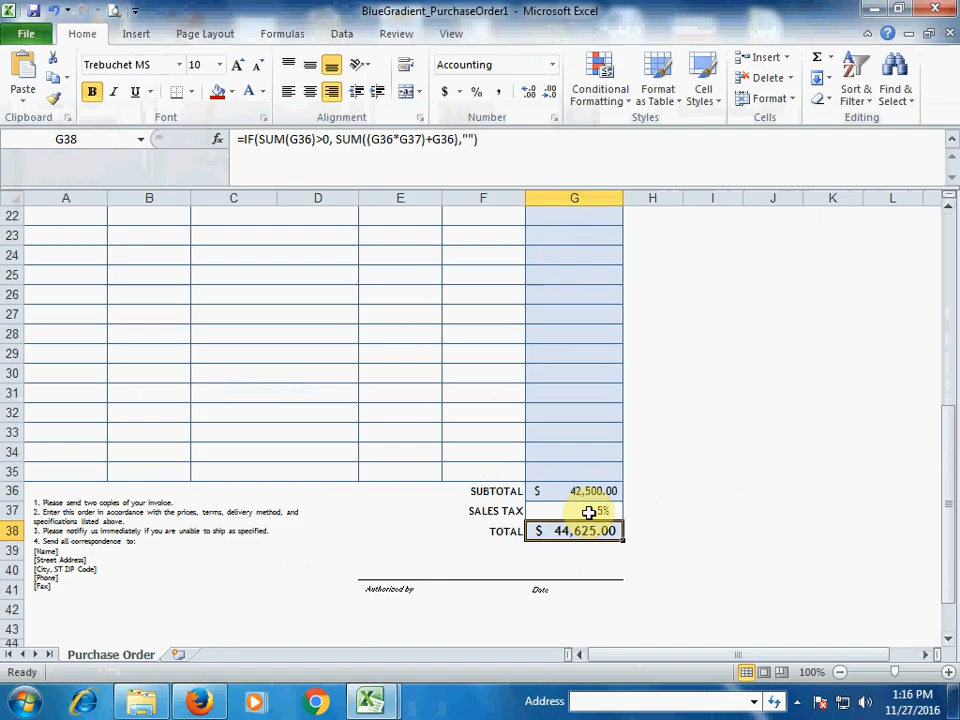 BlueGradient_PurchaseOrder1 - Microsoft Excel
File Home Insert Page Layout Formulas Data Review View
Trebuchet MS 10 Accounting Insert
Paste B I U $ % , Conditional Formatting Format as Table Cell Styles Delete Sort & Filter Find & Select
Format
Clipboard Font Alignment Number Styles Cells Editing
G38 fx =IF(SUM(G36)>0, SUM((G36*G37)+G36),"")
A B C D E F G H I J K L
22
23
24
25
26
27
28
29
30
31
32
33
34
35
36 SUBTOTAL $ 42,500.00
1. Please send two copies of your invoice.
37 2. Enter this order in accordance with the prices, terms, delivery method, and SALES TAX 5%
specifications listed above.
38 3. Please notifiy us immediately if you are unable to ship as specified. TOTAL $ 44,625.00
4. Send all correspondence to:
39 [Name]
[Street Address]
40 [City, ST ZIP Code]
[Phone]
41 [Fax] Authorized by Date
42
43
44
Purchase Order
Ready 100%
Address 1:16 PM
11/27/2016